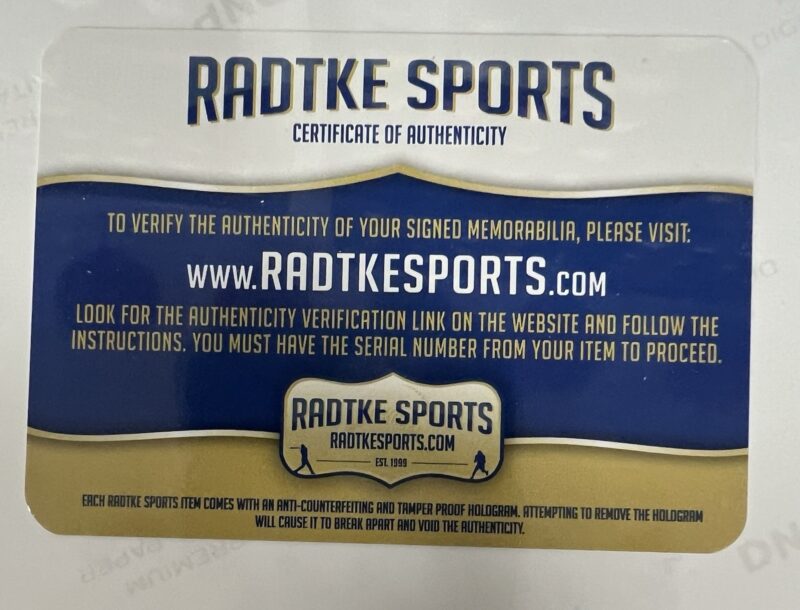 RADTKE SPORTS
CERTIFICATE OF AUTHENTICITY
TO VERIFY THE AUTHENTICITY OF YOUR SIGNED MEMORABILIA, PLEASE VISIT:
WWW.RADTKESPORTS.COM
LOOK FOR THE AUTHENTICITY VERIFICATION LINK ON THE WEBSITE AND FOLLOW THE
INSTRUCTIONS. YOU MUST HAVE THE SERIAL NUMBER FROM YOUR ITEM TO PROCEED.
RADTKE SPORTS
RADTKESPORTS.COM
EST. 1999
EACH RADTKE SPORTS ITEM COMES WITH AN ANTI-COUNTERFEITING AND TAMPER PROOF HOLOGRAM. ATTEMPTING TO REMOVE THE HOLOGRAM
WILL CAUSE IT TO BREAK APART AND VOID THE AUTHENTICITY.
PREMIUM
PAPER